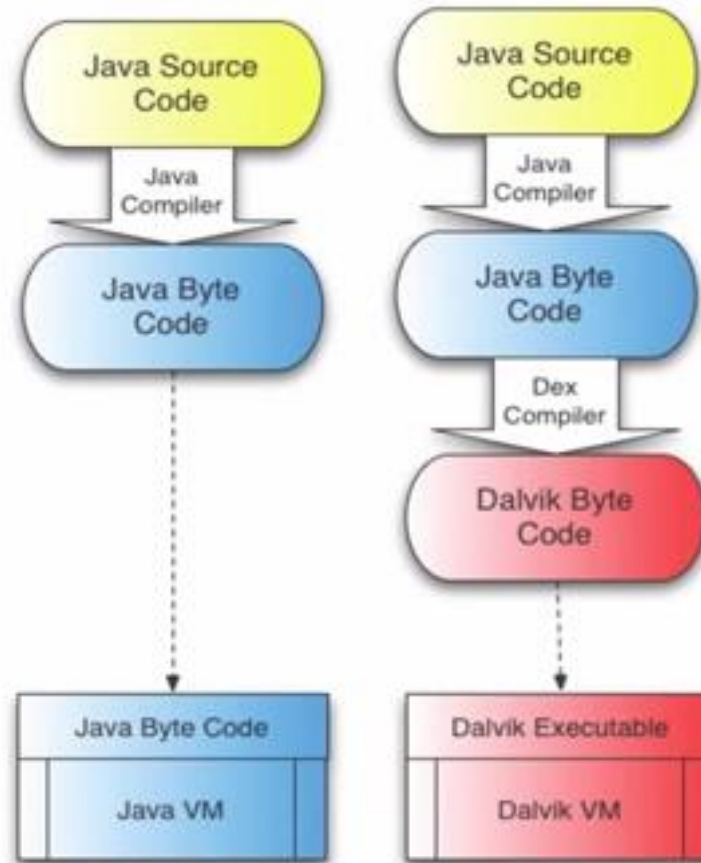 Java Source
Code
Java
Compiler
Java Byte
Code
Java Byte Code
Java VM
Java Source
Code
Java
Compiler
Java Byte
Code
Dex
Compiler
Dalvik Byte
Code
Dalvik Executable
Dalvik VM